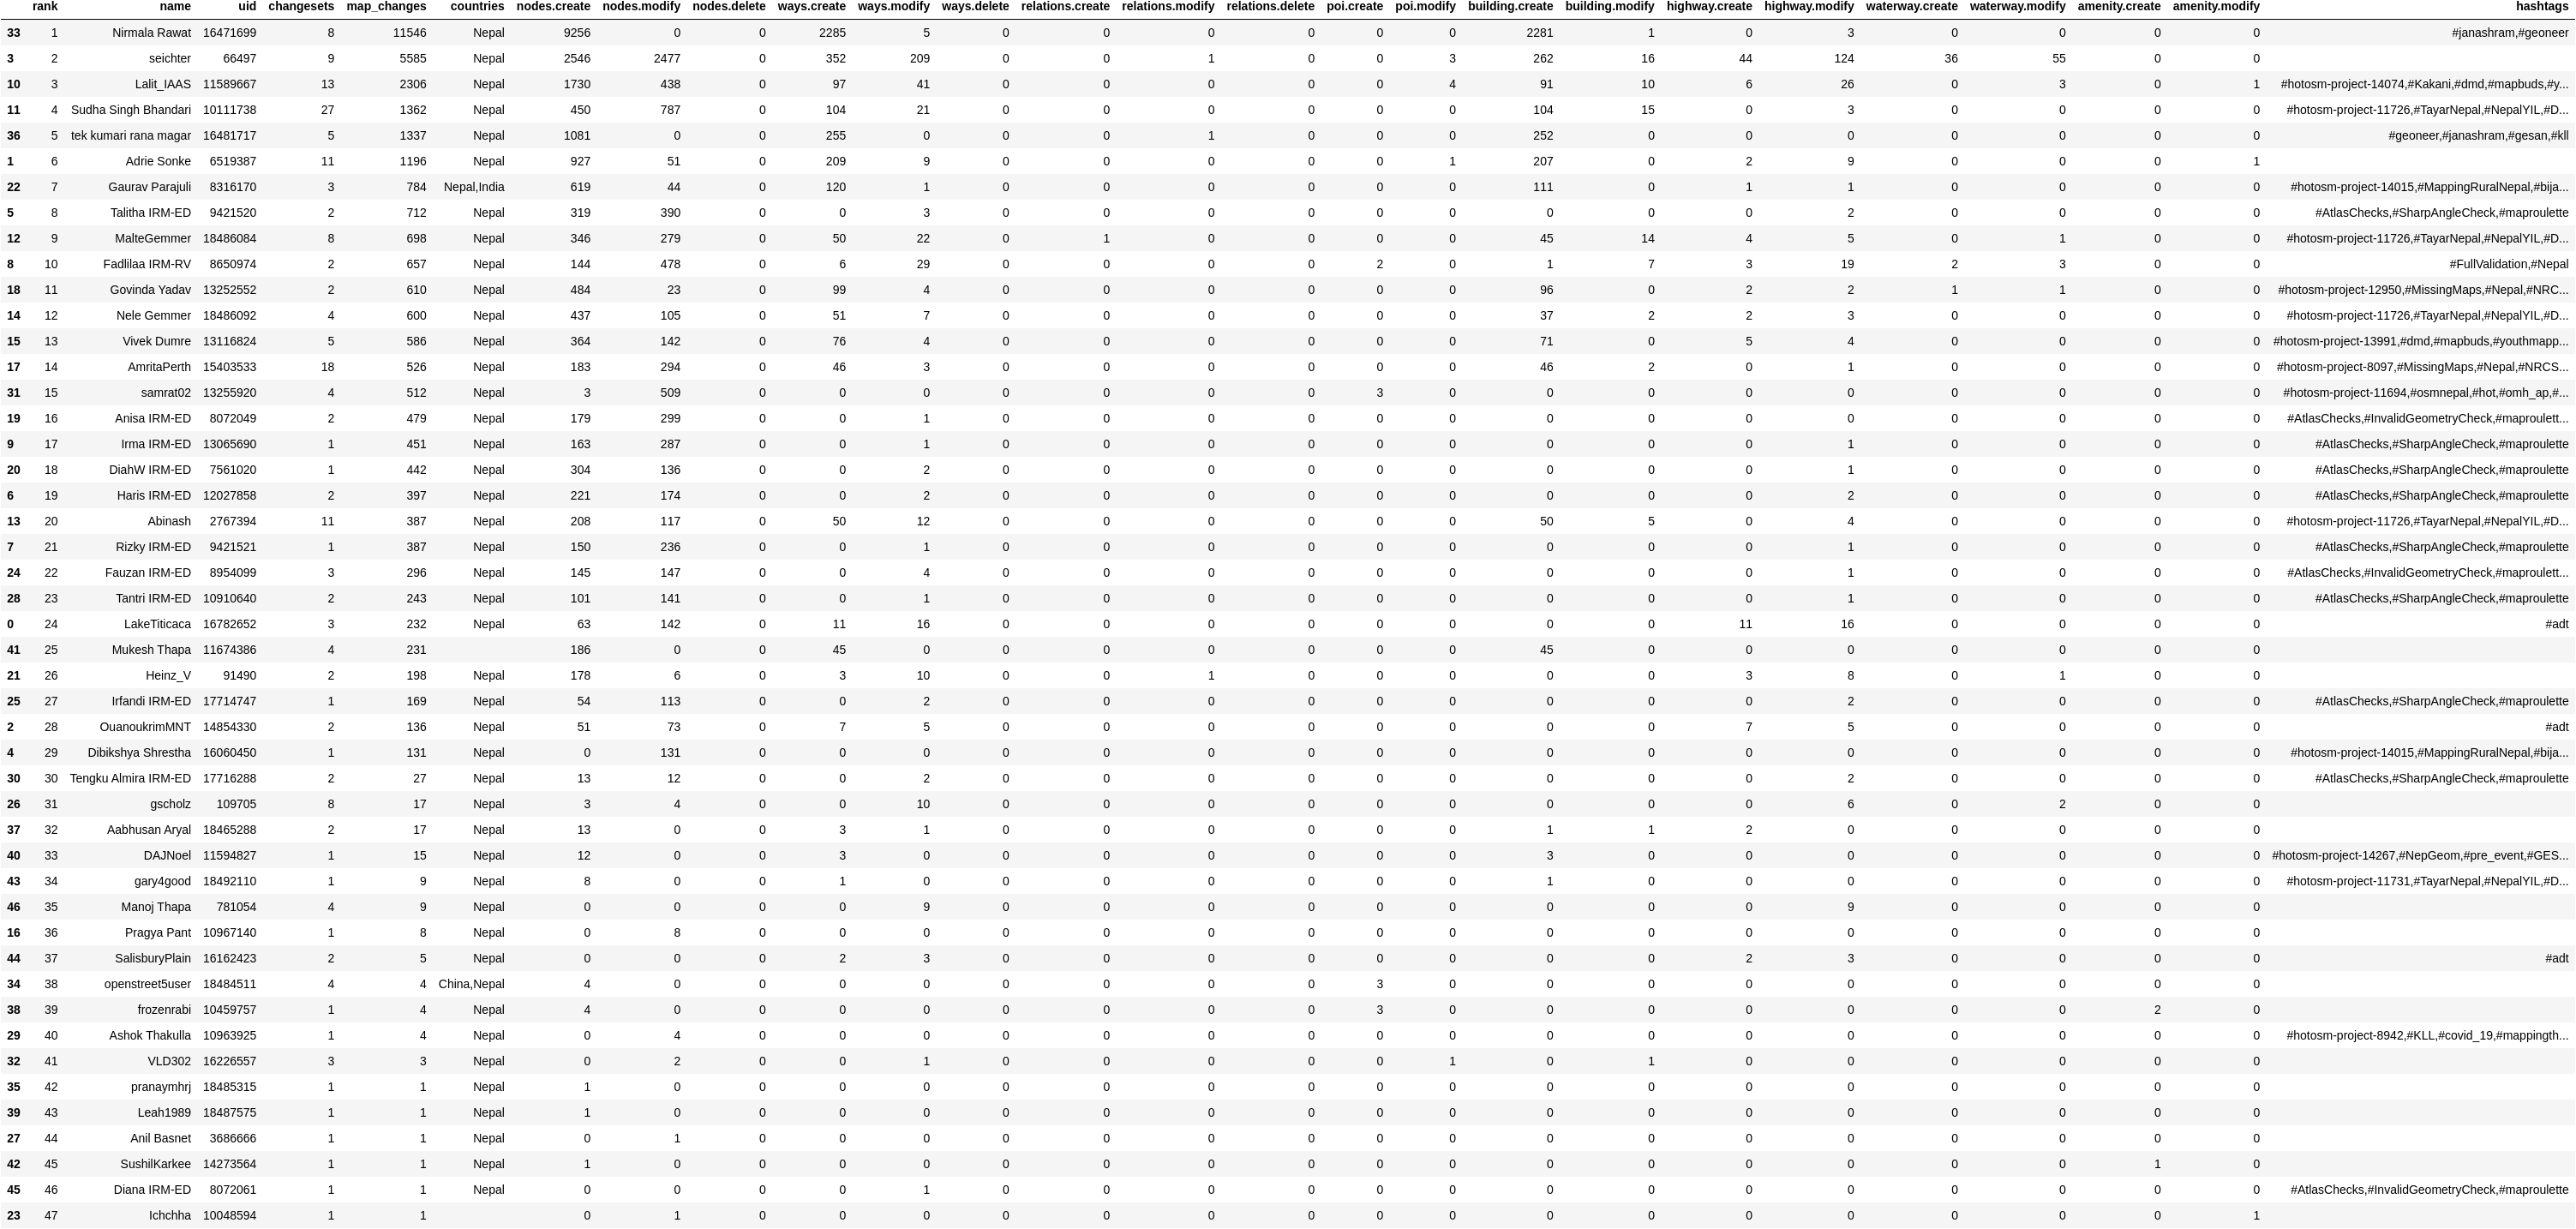 rank name uid changesets map_changes countries nodes.create nodes.modify nodes.delete ways.create ways.modify ways.delete relations.create relations.modify relations.delete poi.create poi.modify building.create building.modify highway.create highway.modify waterway.create waterway.modify amenity.create amenity.modify hashtags
33 1 Nirmala Rawat 16471699 8 11546 Nepal 9256 0 0 2285 5 0 0 0 0 0 0 2281 1 0 3 0 0 0 0 #janashram,#geoneer
3 2 seichter 66497 9 5585 Nepal 2546 2477 0 352 209 0 0 1 0 0 3 262 16 44 124 36 55 0 0
10 3 Lalit_IAAS 11589667 13 2306 Nepal 1730 438 0 97 41 0 0 0 0 0 4 91 10 6 26 0 3 0 1 #hotosm-project-14074,#Kakani,#dmd,#mapbuds,#y...
11 4 Sudha Singh Bhandari 10111738 27 1362 Nepal 450 787 0 104 21 0 0 0 0 0 0 104 15 0 3 0 0 0 0 #hotosm-project-11726,#TayarNepal,#NepalYIL,#D...
36 5 tek kumari rana magar 16481717 5 1337 Nepal 1081 0 0 255 0 0 0 1 0 0 0 252 0 0 0 0 0 0 0 #geoneer,#janashram,#gesan,#kll
1 6 Adrie Sonke 6519387 11 1196 Nepal 927 51 0 209 9 0 0 0 0 0 1 207 0 2 9 0 0 0 1
22 7 Gaurav Parajuli 8316170 3 784 Nepal,India 619 44 0 120 1 0 0 0 0 0 0 111 0 1 1 0 0 0 0 #hotosm-project-14015,#MappingRuralNepal,#bija...
5 8 Talitha IRM-ED 9421520 2 712 Nepal 319 390 0 0 3 0 0 0 0 0 0 0 0 0 2 0 0 0 0 #AtlasChecks,#SharpAngleCheck,#maproulette
12 9 MalteGemmer 18486084 8 698 Nepal 346 279 0 50 22 0 1 0 0 0 0 45 14 4 5 0 1 0 0 #hotosm-project-11726,#TayarNepal,#NepalYIL,#D...
8 10 Fadlilaa IRM-RV 8650974 2 657 Nepal 144 478 0 6 29 0 0 0 0 2 0 1 7 3 19 2 3 0 0 #FullValidation,#Nepal
18 11 Govinda Yadav 13252552 2 610 Nepal 484 23 0 99 4 0 0 0 0 0 0 96 0 2 2 1 1 0 0 #hotosm-project-12950,#MissingMaps,#Nepal,#NRC...
14 12 Nele Gemmer 18486092 4 600 Nepal 437 105 0 51 7 0 0 0 0 0 0 37 2 2 3 0 0 0 0 #hotosm-project-11726,#TayarNepal,#NepalYIL,#D...
15 13 Vivek Dumre 13116824 5 586 Nepal 364 142 0 76 4 0 0 0 0 0 0 71 0 5 4 0 0 0 0 #hotosm-project-13991,#dmd,#mapbuds,#youthmapp...
17 14 AmritaPerth 15403533 18 526 Nepal 183 294 0 46 3 0 0 0 0 0 0 46 2 0 1 0 0 0 0 #hotosm-project-8097,#MissingMaps,#Nepal,#NRCS...
31 15 samrat02 13255920 4 512 Nepal 3 509 0 0 0 0 0 0 0 3 0 0 0 0 0 0 0 0 0 #hotosm-project-11694,#osmnepal,#hot,#omh_ap,#...
19 16 Anisa IRM-ED 8072049 2 479 Nepal 179 299 0 0 1 0 0 0 0 0 0 0 0 0 0 0 0 0 0 #AtlasChecks,#InvalidGeometryCheck,#maproulett...
9 17 Irma IRM-ED 13065690 1 451 Nepal 163 287 0 0 1 0 0 0 0 0 0 0 0 0 1 0 0 0 0 #AtlasChecks,#SharpAngleCheck,#maproulette
20 18 DiahW IRM-ED 7561020 1 442 Nepal 304 136 0 0 2 0 0 0 0 0 0 0 0 0 1 0 0 0 0 #AtlasChecks,#SharpAngleCheck,#maproulette
6 19 Haris IRM-ED 12027858 2 397 Nepal 221 174 0 0 2 0 0 0 0 0 0 0 0 0 2 0 0 0 0 #AtlasChecks,#SharpAngleCheck,#maproulette
13 20 Abinash 2767394 11 387 Nepal 208 117 0 50 12 0 0 0 0 0 0 50 5 0 4 0 0 0 0 #hotosm-project-11726,#TayarNepal,#NepalYIL,#D...
7 21 Rizky IRM-ED 9421521 1 387 Nepal 150 236 0 0 1 0 0 0 0 0 0 0 0 0 1 0 0 0 0 #AtlasChecks,#SharpAngleCheck,#maproulette
24 22 Fauzan IRM-ED 8954099 3 296 Nepal 145 147 0 0 4 0 0 0 0 0 0 0 0 0 1 0 0 0 0 #AtlasChecks,#InvalidGeometryCheck,#maproulett...
28 23 Tantri IRM-ED 10910640 2 243 Nepal 101 141 0 0 1 0 0 0 0 0 0 0 0 0 1 0 0 0 0 #AtlasChecks,#SharpAngleCheck,#maproulette
0 24 LakeTiticaca 16782652 3 232 Nepal 63 142 0 11 16 0 0 0 0 0 0 0 0 11 16 0 0 0 0 #adt
41 25 Mukesh Thapa 11674386 4 231 186 0 0 45 0 0 0 0 0 0 0 45 0 0 0 0 0 0 0
21 26 Heinz_V 91490 2 198 Nepal 178 6 0 3 10 0 0 1 0 0 0 0 0 3 8 0 1 0 0
25 27 Irfandi IRM-ED 17714747 1 169 Nepal 54 113 0 0 2 0 0 0 0 0 0 0 0 0 2 0 0 0 0 #AtlasChecks,#SharpAngleCheck,#maproulette
2 28 OuanoukrimMNT 14854330 2 136 Nepal 51 73 0 7 5 0 0 0 0 0 0 0 0 7 5 0 0 0 0 #adt
4 29 Dibikshya Shrestha 16060450 1 131 Nepal 0 131 0 0 0 0 0 0 0 0 0 0 0 0 0 0 0 0 0 #hotosm-project-14015,#MappingRuralNepal,#bija...
30 30 Tengku Almira IRM-ED 17716288 2 27 Nepal 13 12 0 0 2 0 0 0 0 0 0 0 0 0 2 0 0 0 0 #AtlasChecks,#SharpAngleCheck,#maproulette
26 31 gscholz 109705 8 17 Nepal 3 4 0 0 10 0 0 0 0 0 0 0 0 0 6 0 2 0 0
37 32 Aabhusan Aryal 18465288 2 17 Nepal 13 0 0 3 1 0 0 0 0 0 0 1 1 2 0 0 0 0 0
40 33 DAJNoel 11594827 1 15 Nepal 12 0 0 3 0 0 0 0 0 0 0 3 0 0 0 0 0 0 0 #hotosm-project-14267,#NepGeom,#pre_event,#GES...
43 34 gary4good 18492110 1 9 Nepal 8 0 0 1 0 0 0 0 0 0 0 1 0 0 0 0 0 0 0 #hotosm-project-11731,#TayarNepal,#NepalYIL,#D...
46 35 Manoj Thapa 781054 4 9 Nepal 0 0 0 0 9 0 0 0 0 0 0 0 0 0 9 0 0 0 0
16 36 Pragya Pant 10967140 1 8 Nepal 0 8 0 0 0 0 0 0 0 0 0 0 0 0 0 0 0 0 0
44 37 SalisburyPlain 16162423 2 5 Nepal 0 0 0 2 3 0 0 0 0 0 0 0 0 2 3 0 0 0 0 #adt
34 38 openstreet5user 18484511 4 4 China,Nepal 4 0 0 0 0 0 0 0 0 3 0 0 0 0 0 0 0 0 0
38 39 frozenrabi 10459757 1 4 Nepal 4 0 0 0 0 0 0 0 0 3 0 0 0 0 0 0 0 2 0
29 40 Ashok Thakulla 10963925 1 4 Nepal 0 4 0 0 0 0 0 0 0 0 0 0 0 0 0 0 0 0 0 #hotosm-project-8942,#KLL,#covid_19,#mappingth...
32 41 VLD302 16226557 3 3 Nepal 0 2 0 0 1 0 0 0 0 0 1 0 1 0 0 0 0 0 0
35 42 pranaymhrj 18485315 1 1 Nepal 1 0 0 0 0 0 0 0 0 0 0 0 0 0 0 0 0 0 0
39 43 Leah1989 18487575 1 1 Nepal 1 0 0 0 0 0 0 0 0 0 0 0 0 0 0 0 0 0 0
27 44 Anil Basnet 3686666 1 1 Nepal 0 1 0 0 0 0 0 0 0 0 0 0 0 0 0 0 0 0 0
42 45 SushilKarkee 14273564 1 1 Nepal 1 0 0 0 0 0 0 0 0 0 0 0 0 0 0 0 0 1 0
45 46 Diana IRM-ED 8072061 1 1 Nepal 0 0 0 0 1 0 0 0 0 0 0 0 0 0 0 0 0 0 0 #AtlasChecks,#InvalidGeometryCheck,#maproulette
23 47 Ichchha 10048594 1 1 0 1 0 0 0 0 0 0 0 0 0 0 0 0 0 0 0 0 1